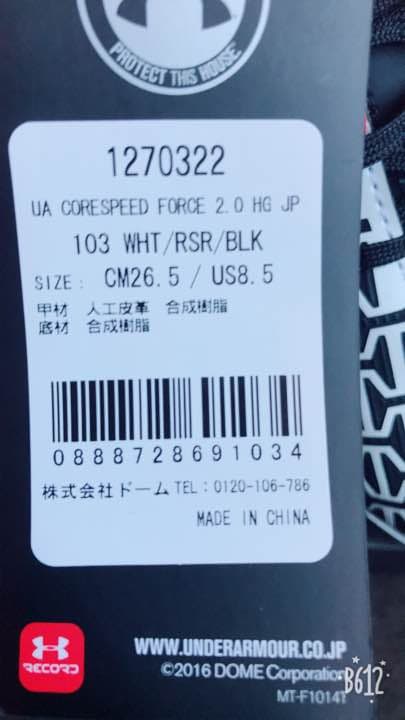 PROTECT THIS HOUSE
1270322
UA CORESPEED FORCE 2.0 HG JP
103 WHT/RSR/BLK
SIZE: CM26.5 / US8.5
甲材 人工皮革 合成樹脂
底材 合成樹脂
0888728691034
株式会社ドーム TEL:0120-106-786
MADE IN CHINA
RECORD
WWW.UNDERARMOUR.CO.JP
©2016 DOME Corporation
MT-F1014T
B612